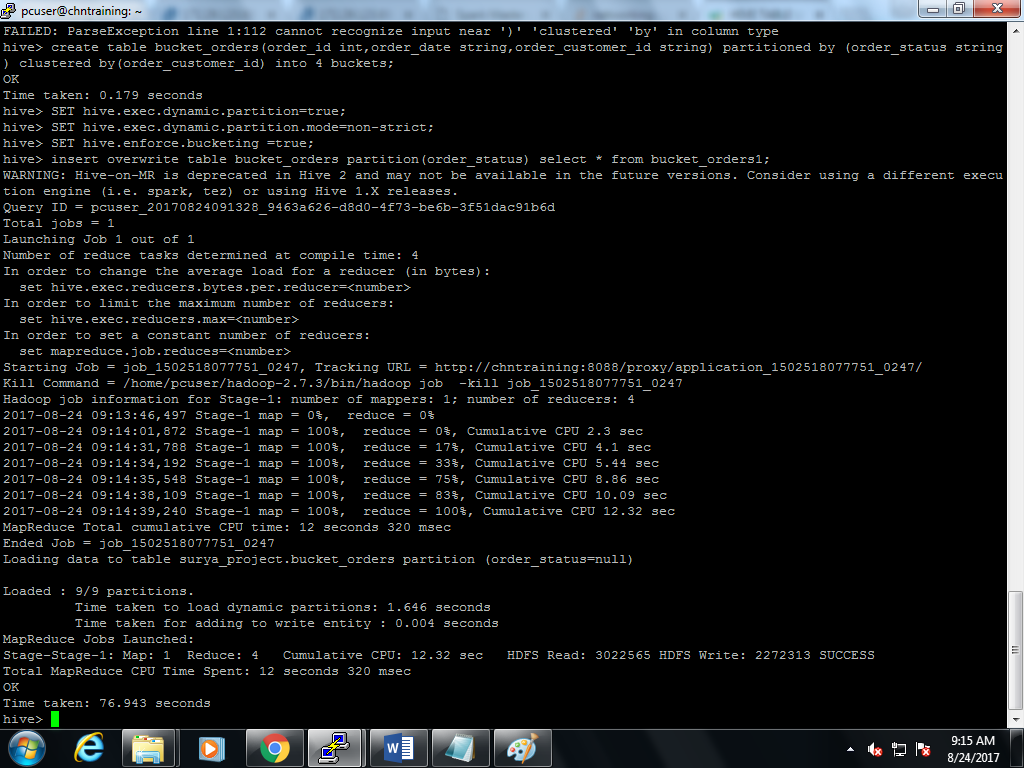 pcuser@chntraining: ~
FAILED: ParseException line 1:112 cannot recognize input near ')' 'clustered' 'by' in column type
hive> create table bucket_orders(order_id int,order_date string,order_customer_id string) partitioned by (order_status string
) clustered by(order_customer_id) into 4 buckets;
OK
Time taken: 0.179 seconds
hive> SET hive.exec.dynamic.partition=true;
hive> SET hive.exec.dynamic.partition.mode=non-strict;
hive> SET hive.enforce.bucketing =true;
hive> insert overwrite table bucket_orders partition(order_status) select * from bucket_orders1;
WARNING: Hive-on-MR is deprecated in Hive 2 and may not be available in the future versions. Consider using a different execu
tion engine (i.e. spark, tez) or using Hive 1.X releases.
Query ID = pcuser_20170824091328_9463a626-d8d0-4f73-be6b-3f51dac91b6d
Total jobs = 1
Launching Job 1 out of 1
Number of reduce tasks determined at compile time: 4
In order to change the average load for a reducer (in bytes):
  set hive.exec.reducers.bytes.per.reducer=<number>
In order to limit the maximum number of reducers:
  set hive.exec.reducers.max=<number>
In order to set a constant number of reducers:
  set mapreduce.job.reduces=<number>
Starting Job = job_1502518077751_0247, Tracking URL = http://chntraining:8088/proxy/application_1502518077751_0247/
Kill Command = /home/pcuser/hadoop-2.7.3/bin/hadoop job  -kill job_1502518077751_0247
Hadoop job information for Stage-1: number of mappers: 1; number of reducers: 4
2017-08-24 09:13:46,497 Stage-1 map = 0%,  reduce = 0%
2017-08-24 09:14:01,872 Stage-1 map = 100%,  reduce = 0%, Cumulative CPU 2.3 sec
2017-08-24 09:14:31,788 Stage-1 map = 100%,  reduce = 17%, Cumulative CPU 4.1 sec
2017-08-24 09:14:34,192 Stage-1 map = 100%,  reduce = 33%, Cumulative CPU 5.44 sec
2017-08-24 09:14:35,548 Stage-1 map = 100%,  reduce = 75%, Cumulative CPU 8.86 sec
2017-08-24 09:14:38,109 Stage-1 map = 100%,  reduce = 83%, Cumulative CPU 10.09 sec
2017-08-24 09:14:39,240 Stage-1 map = 100%,  reduce = 100%, Cumulative CPU 12.32 sec
MapReduce Total cumulative CPU time: 12 seconds 320 msec
Ended Job = job_1502518077751_0247
Loading data to table surya_project.bucket_orders partition (order_status=null)
Loaded : 9/9 partitions.
         Time taken to load dynamic partitions: 1.646 seconds
         Time taken for adding to write entity : 0.004 seconds
MapReduce Jobs Launched:
Stage-Stage-1: Map: 1  Reduce: 4   Cumulative CPU: 12.32 sec   HDFS Read: 3022565 HDFS Write: 2272313 SUCCESS
Total MapReduce CPU Time Spent: 12 seconds 320 msec
OK
Time taken: 76.943 seconds
hive>
9:15 AM
8/24/2017